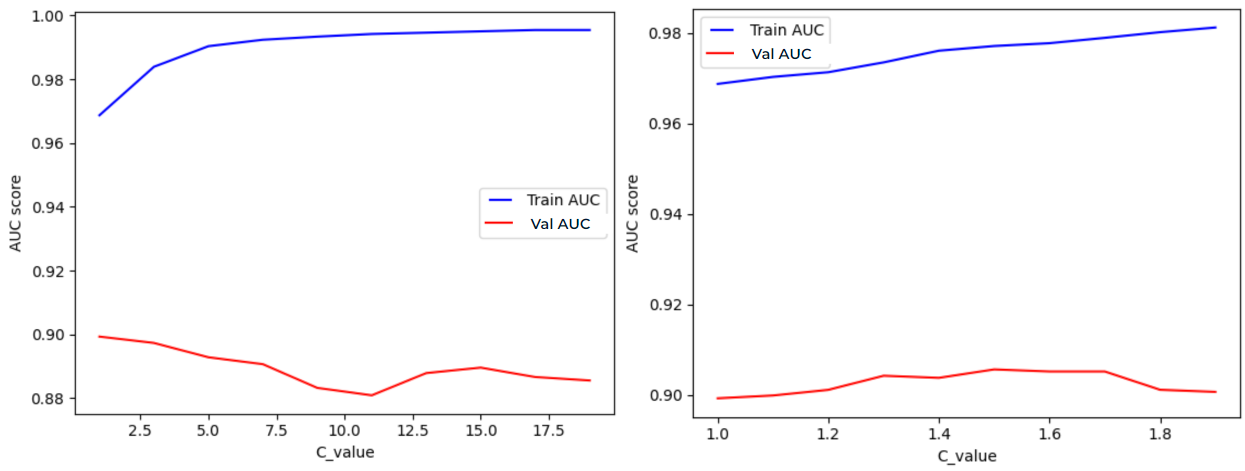 1.00
0.98
0.96
0.94
0.92
0.90
0.88
AUC score
Train AUC
Val AUC
2.5 5.0 7.5 10.0 12.5 15.0 17.5
C_value
0.98
0.96
0.94
0.92
0.90
AUC score
Train AUC
Val AUC
1.0 1.2 1.4 1.6 1.8
C_value